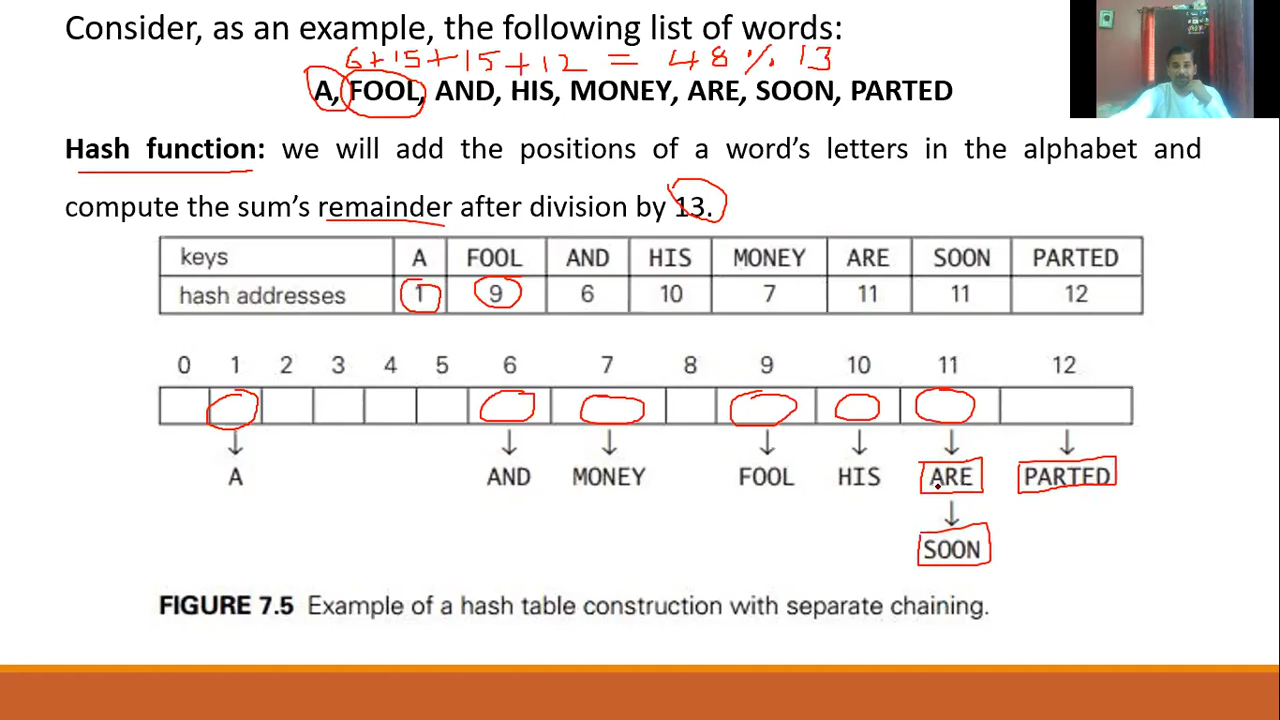 Consider, as an example, the following list of words:
6+15+15+12 = 48 % 13
A, FOOL, AND, HIS, MONEY, ARE, SOON, PARTED
Hash function: we will add the positions of a word's letters in the alphabet and
compute the sum's remainder after division by 13.
keys A FOOL AND HIS MONEY ARE SOON PARTED
hash addresses 1 9 6 10 7 11 11 12
0 1 2 3 4 5 6 7 8 9 10 11 12
A AND MONEY FOOL HIS ARE PARTED
SOON
FIGURE 7.5 Example of a hash table construction with separate chaining.